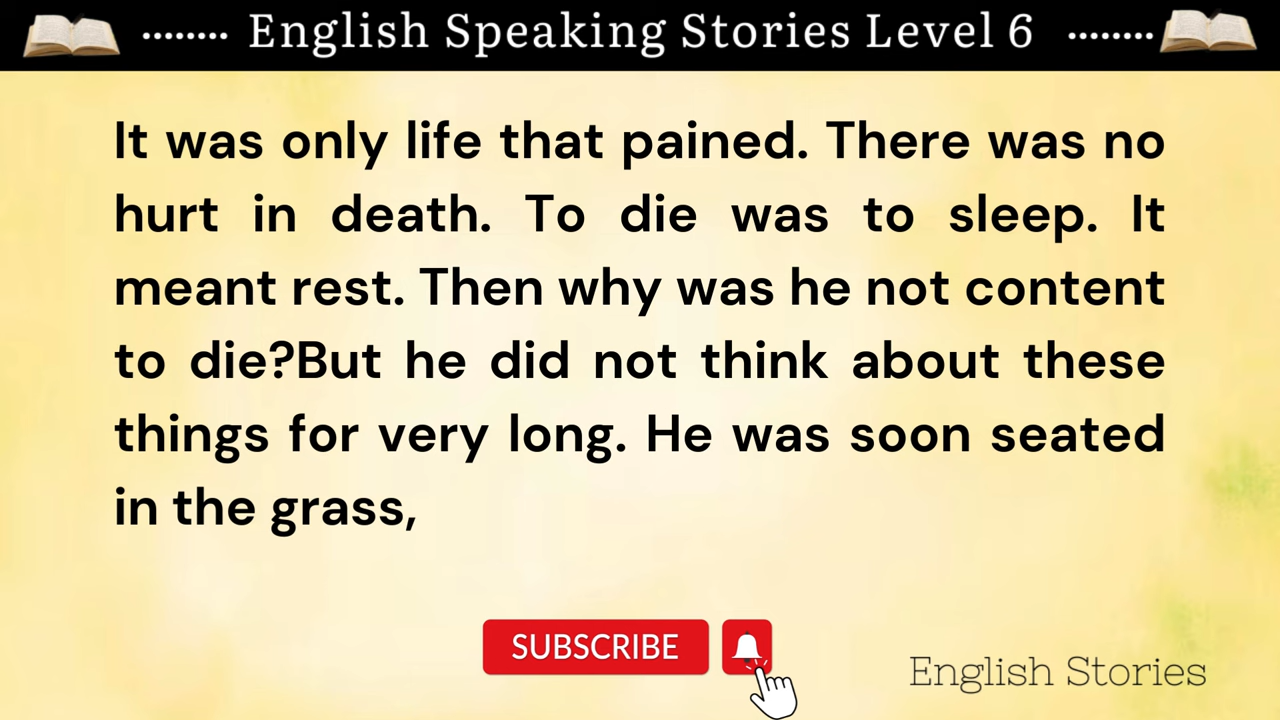 ........ English Speaking Stories Level 6 ........
It was only life that pained. There was no
hurt in death. To die was to sleep. It
meant rest. Then why was he not content
to die?But he did not think about these
things for very long. He was soon seated
in the grass,
SUBSCRIBE
English Stories